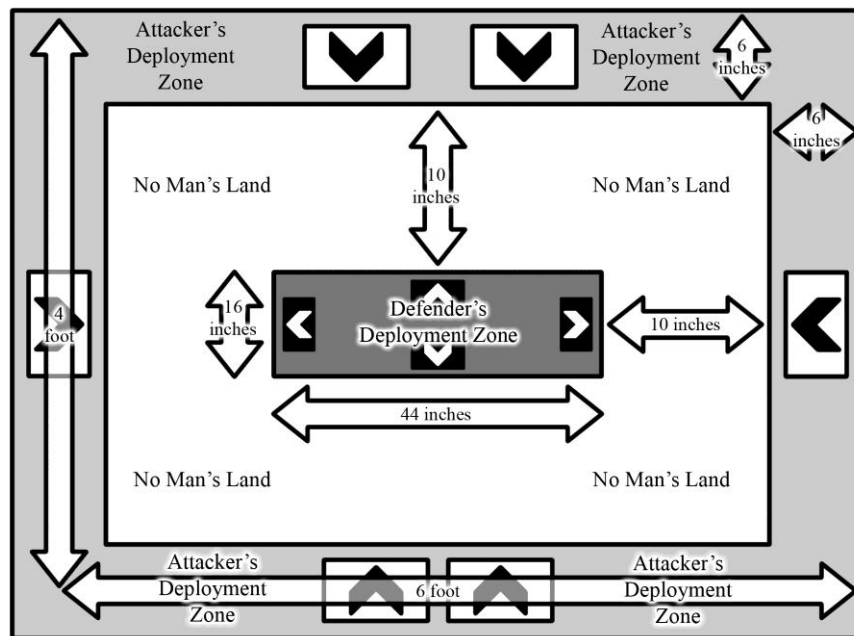 Attacker's
Deployment
Zone
Attacker's
Deployment
Zone
6
inches
6
inches
No Man's Land
10
inches
No Man's Land
4
foot
16
inches
Defender's
Deployment Zone
10 inches
44 inches
No Man's Land
No Man's Land
Attacker's
Deployment
Zone
6 foot
Attacker's
Deployment
Zone